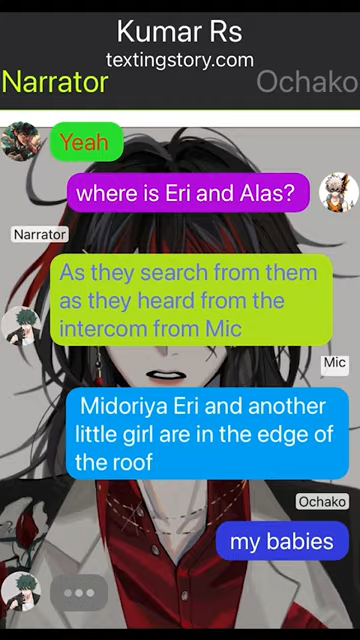 Kumar Rs
textingstory.com
Narrator
Ochako
Yeah
where is Eri and Alas?
Narrator
As they search from them
as they heard from the
intercom from Mic
Mic
Midoriya Eri and another
little girl are in the edge of
the roof
Ochako
my babies